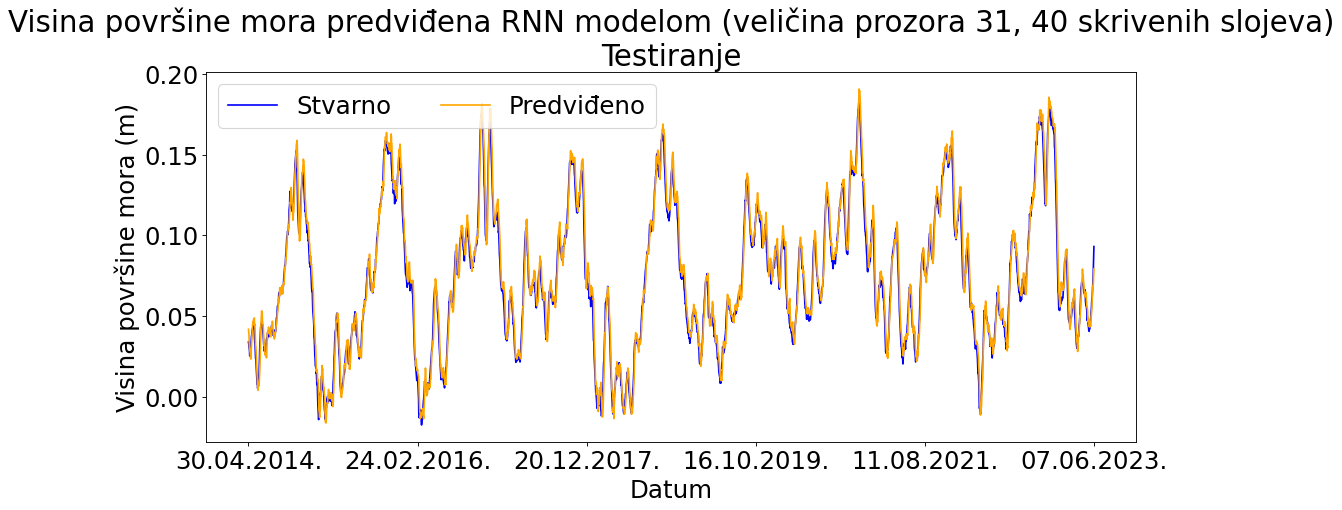 Visina površine mora predviđena RNN modelom (veličina prozora 31, 40 skrivenih slojeva)
Testiranje
Stvarno Predviđeno
Visina površine mora (m)
0.20
0.15
0.10
0.05
0.00
30.04.2014. 24.02.2016. 20.12.2017. 16.10.2019. 11.08.2021. 07.06.2023.
Datum